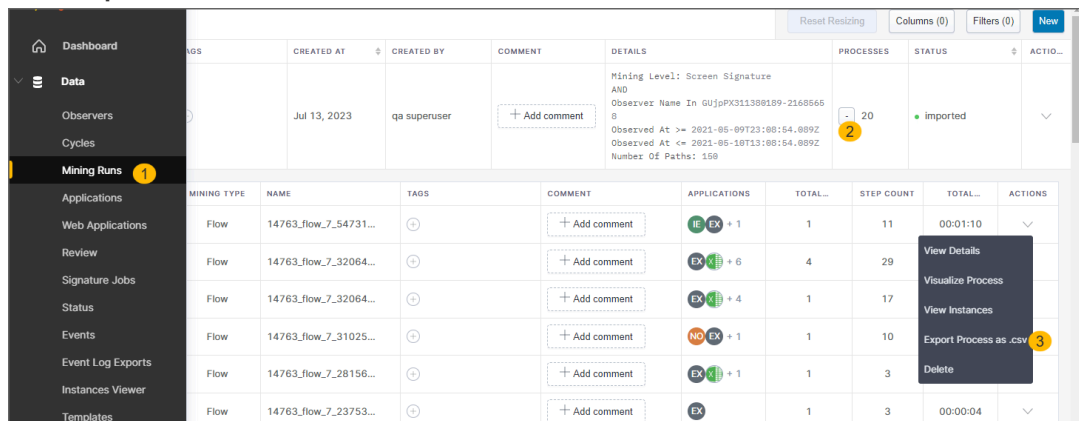 Reset Resizing Columns (0) Filters (0) New
Dashboard
AGS CREATED AT CREATED BY COMMENT DETAILS PROCESSES STATUS ACTIO...
Data
Mining Level: Screen Signature
AND
Observer Name In GUjpPX311380189-2168565
8
Observed At >= 2021-05-09T23:08:54.089Z
Observed At <= 2021-05-10T13:08:54.089Z
Number Of Paths: 150
Jul 13, 2023 qa superuser + Add comment - 20 imported
2
Observers
Cycles
Mining Runs 1
MINING TYPE NAME TAGS COMMENT APPLICATIONS TOTAL... STEP COUNT TOTAL... ACTIONS
Applications
Web Applications
Flow 14763_flow_7_54731... + Add comment IE EX + 1 1 11 00:01:10
Review
Flow 14763_flow_7_32064... + Add comment EX + 6 4 29
Signature Jobs
Flow 14763_flow_7_32064... + Add comment EX + 4 1 17
Status
Events
Flow 14763_flow_7_31025... + Add comment NO EX + 1 1 10
Event Log Exports
Flow 14763_flow_7_28156... + Add comment EX + 1 1 3
Instances Viewer
Templates
Flow 14763_flow_7_23753... + Add comment EX 1 3 00:00:04
View Details
Visualize Process
View Instances
Export Process as .csv 3
Delete